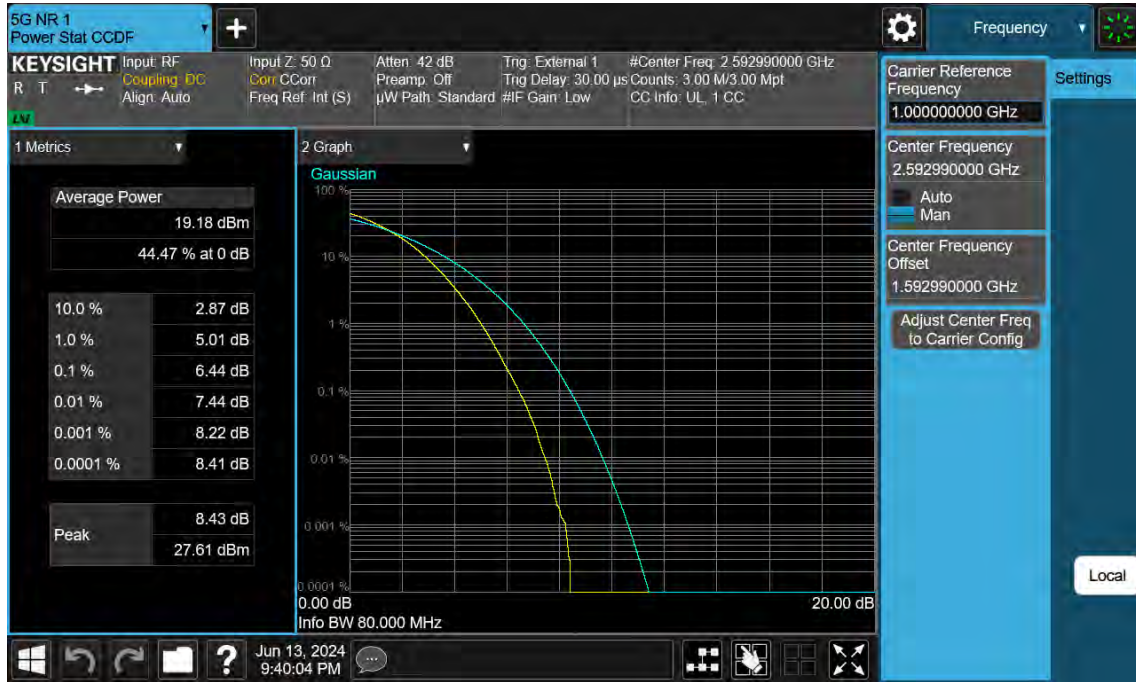 5G NR 1
Power Stat CCDF
+
Frequency
KEYSIGHT
R T
LXI
Input: RF
Coupling: DC
Align: Auto
Input Z: 50 Ω
Corr CCorr
Freq Ref: Int (S)
Atten: 42 dB
Preamp: Off
µW Path: Standard
Trig: External 1
Trig Delay: 30.00 µs
#IF Gain: Low
#Center Freq: 2.592990000 GHz
Counts: 3.00 M/3.00 Mpt
CC Info: UL, 1 CC
1 Metrics
Average Power
19.18 dBm
44.47 % at 0 dB
10.0 % 2.87 dB
1.0 % 5.01 dB
0.1 % 6.44 dB
0.01 % 7.44 dB
0.001 % 8.22 dB
0.0001 % 8.41 dB
Peak
8.43 dB
27.61 dBm
2 Graph
Gaussian
100 %
10 %
1 %
0.1 %
0.01 %
0.001 %
0.0001 %
0.00 dB 20.00 dB
Info BW 80.000 MHz
Carrier Reference
Frequency
1.000000000 GHz
Center Frequency
2.592990000 GHz
Auto
Man
Center Frequency
Offset
1.592990000 GHz
Adjust Center Freq
to Carrier Config
Settings
Local
?
Jun 13, 2024
9:40:04 PM